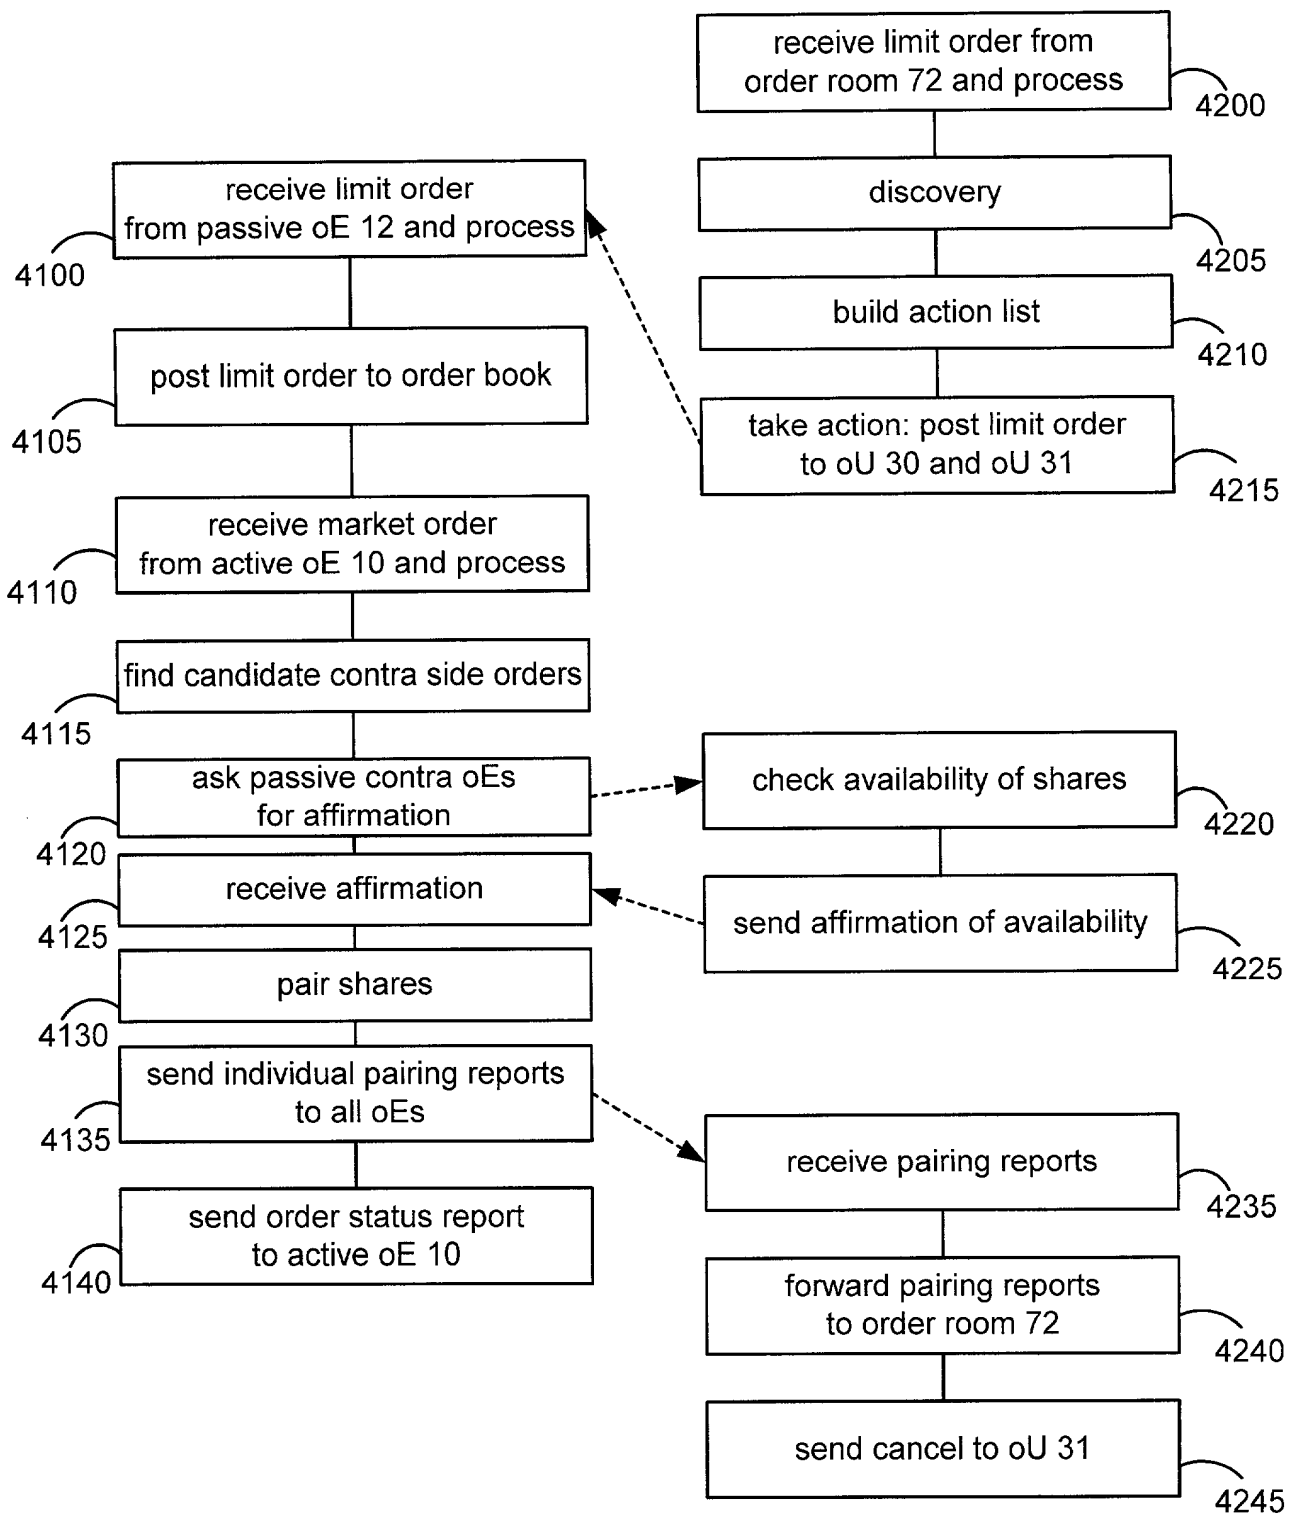 receive limit order from
order room 72 and process
4200
discovery
4205
build action list
4210
take action: post limit order
to oU 30 and oU 31
4215
receive limit order
from passive oE 12 and process
4100
post limit order to order book
4105
receive market order
from active oE 10 and process
4110
find candidate contra side orders
4115
ask passive contra oEs
for affirmation
4120
receive affirmation
4125
pair shares
4130
send individual pairing reports
to all oEs
4135
send order status report
to active oE 10
4140
check availability of shares
4220
send affirmation of availability
4225
receive pairing reports
4235
forward pairing reports
to order room 72
4240
send cancel to oU 31
4245